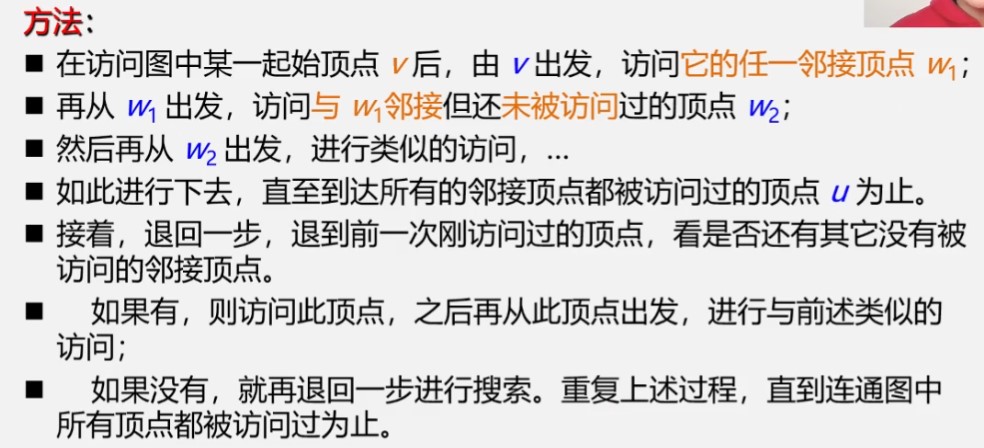 方法：
■ 在访问图中某一起始顶点 v 后，由 v 出发，访问它的任一邻接顶点 w₁；
■ 再从 w₁ 出发，访问与 w₁邻接但还未被访问过的顶点 w₂；
■ 然后再从 w₂ 出发，进行类似的访问，…
■ 如此进行下去，直至到达所有的邻接顶点都被访问过的顶点 u 为止。
■ 接着，退回一步，退到前一次刚访问过的顶点，看是否还有其它没有被
访问的邻接顶点。
■ 如果有，则访问此顶点，之后再从此顶点出发，进行与前述类似的
访问；
■ 如果没有，就再退回一步进行搜索。重复上述过程，直到连通图中
所有顶点都被访问过为止。